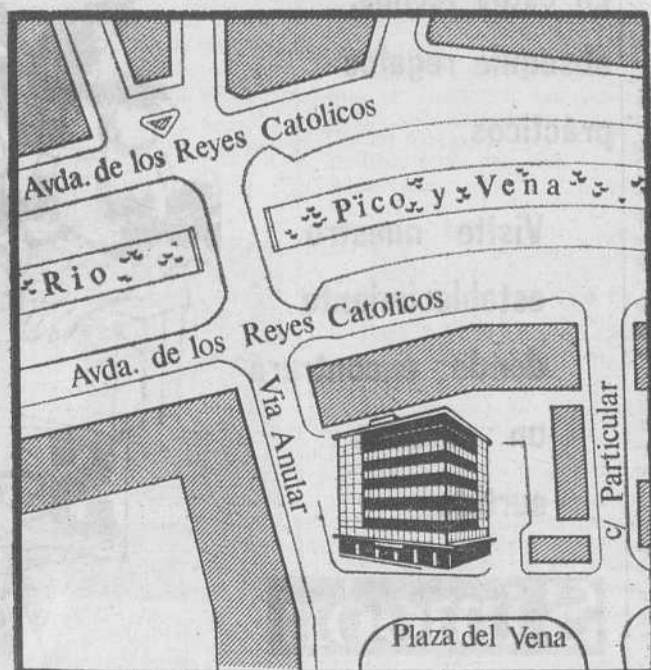 Avda. de los Reyes Catolicos
Pico y Vena
Rio
Avda. de los Reyes Catolicos
Via Anular
c/ Particular
Plaza del Vena